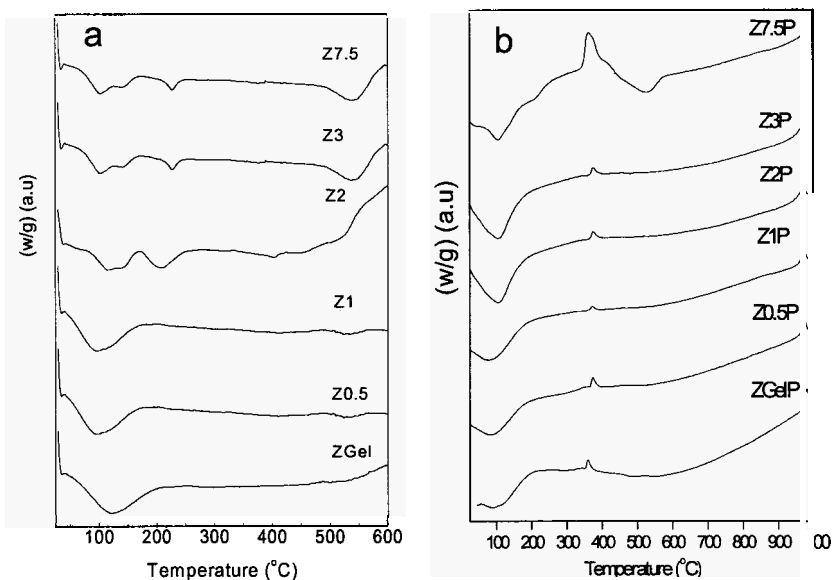 a
Z7.5
Z3
Z2
Z1
Z0.5
ZGel
(w/g) (a.u)
100 200 300 400 500 600
Temperature (°C)
b
Z7.5P
Z3P
Z2P
Z1P
Z0.5P
ZGelP
(w/g) (a.u)
100 200 300 400 500 600 700 800 900 00
Temperature (°C)